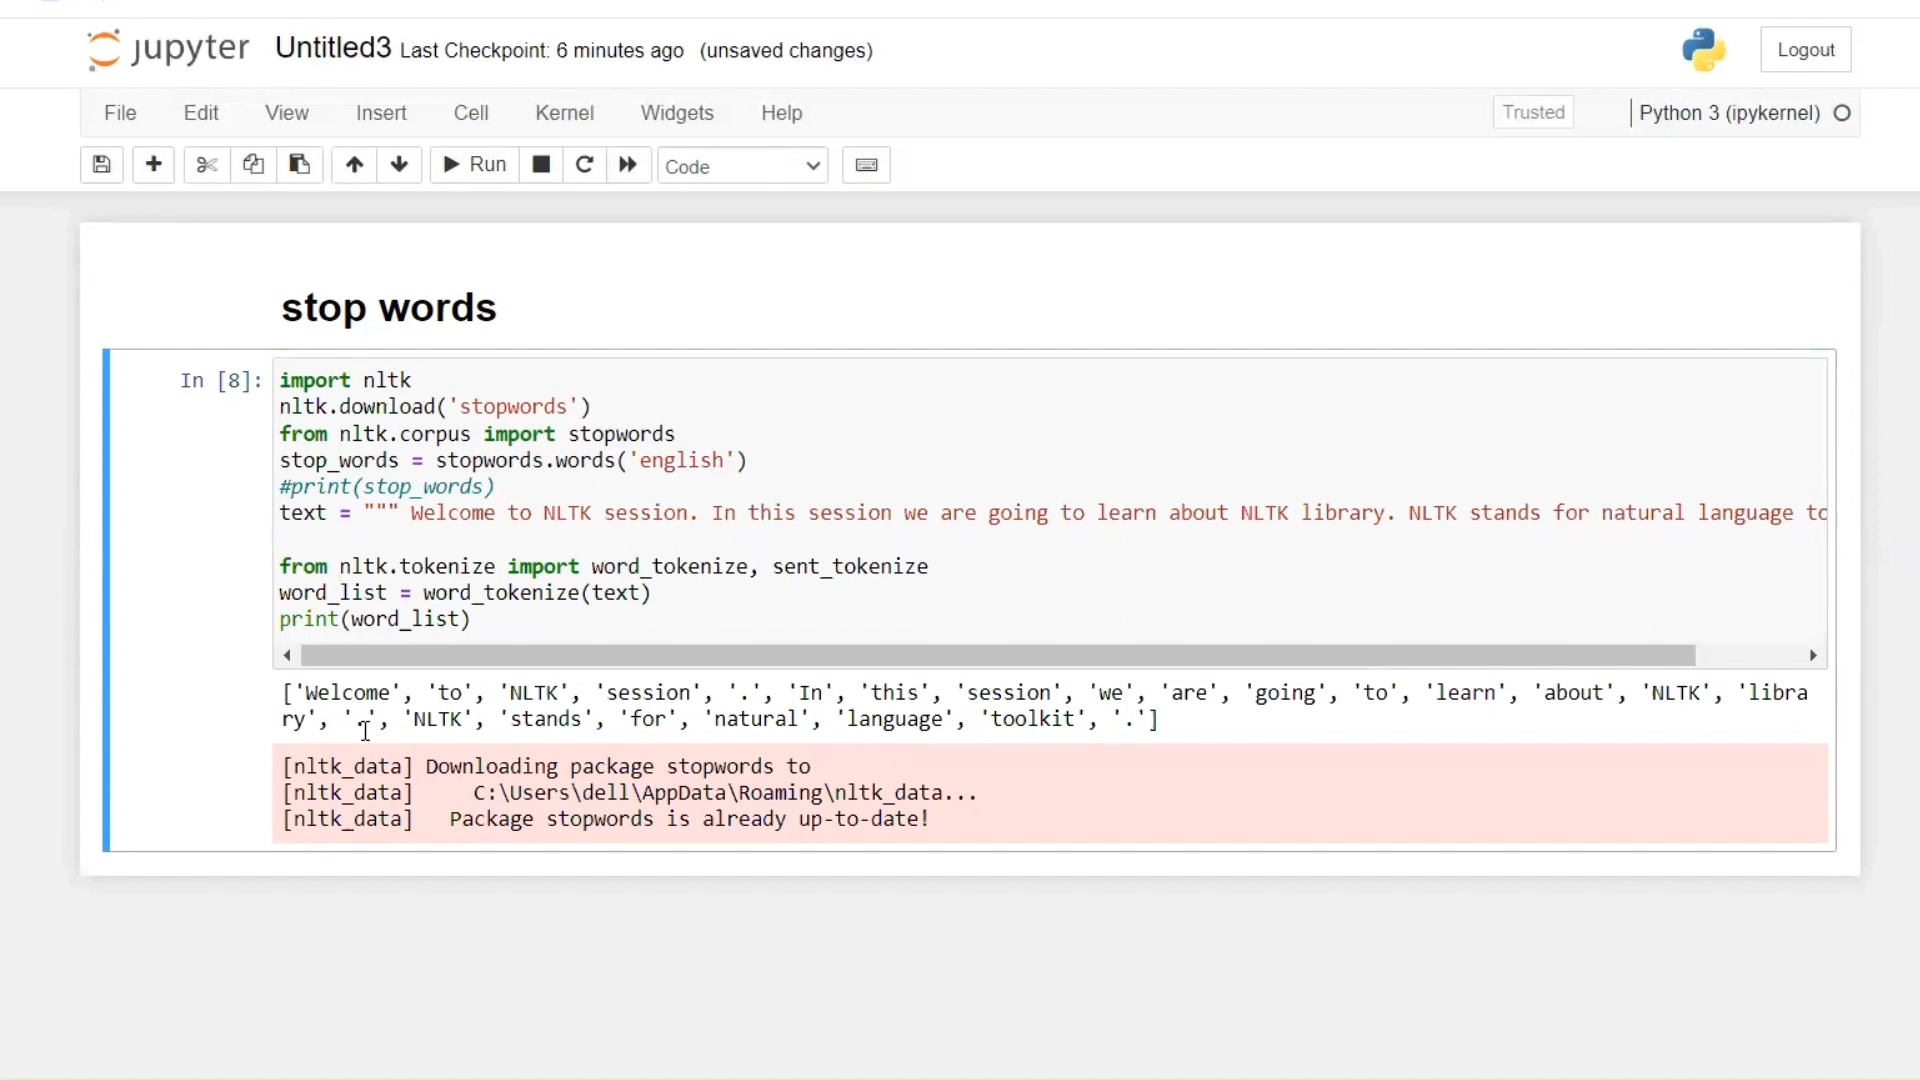 jupyter Untitled3 Last Checkpoint: 6 minutes ago (unsaved changes) Logout
File Edit View Insert Cell Kernel Widgets Help Trusted Python 3 (ipykernel)
Run Code
stop words
In [8]: import nltk
nltk.download('stopwords')
from nltk.corpus import stopwords
stop_words = stopwords.words('english')
#print(stop_words)
text = """ Welcome to NLTK session. In this session we are going to learn about NLTK library. NLTK stands for natural language to
from nltk.tokenize import word_tokenize, sent_tokenize
word_list = word_tokenize(text)
print(word_list)
['Welcome', 'to', 'NLTK', 'session', '.', 'In', 'this', 'session', 'we', 'are', 'going', 'to', 'learn', 'about', 'NLTK', 'libra
ry', '.', 'NLTK', 'stands', 'for', 'natural', 'language', 'toolkit', '.']
[nltk_data] Downloading package stopwords to
[nltk_data] C:\Users\dell\AppData\Roaming\nltk_data...
[nltk_data] Package stopwords is already up-to-date!